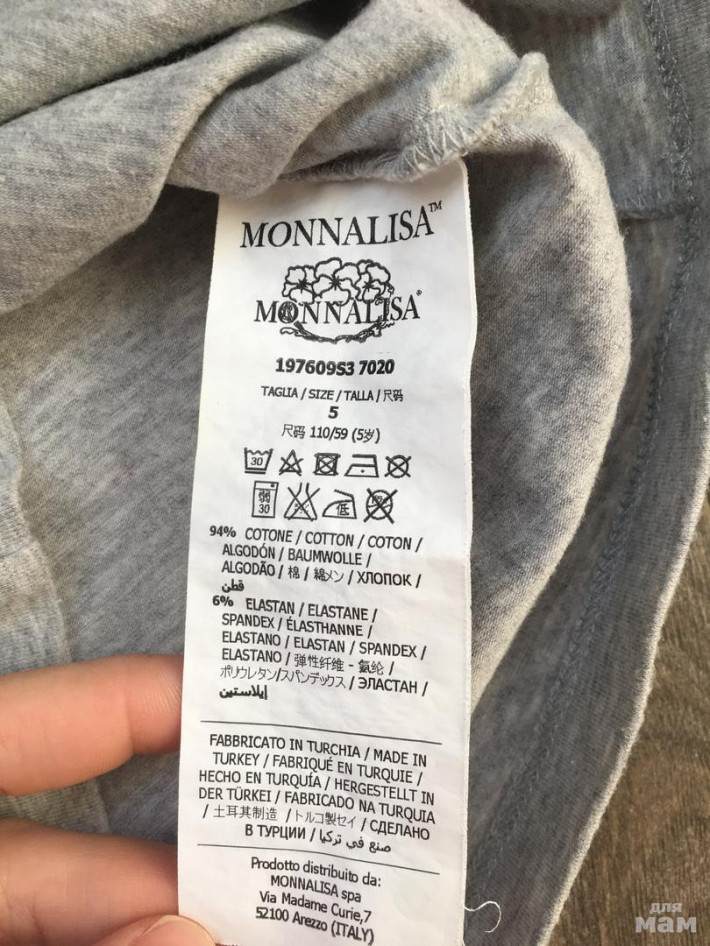 MONNALISA™
MONNALISA®
197609S3 7020
TAGLIA / SIZE / TALLA / 尺码
5
尺码 110/59 (5岁)
30
弱
30
低
94% COTONE / COTTON / COTON /
ALGODÓN / BAUMWOLLE /
ALGODÃO / 棉 / 綿メン / ХЛОПОК /
قطن
6% ELASTAN / ELASTANE /
SPANDEX / ÉLASTHANNE /
ELASTANO / ELASTAN / SPANDEX /
ELASTANO / 弹性纤维 - 氨纶 /
ポリウレタン/スパンデックス / ЭЛАСТАН /
إيلاستين
FABBRICATO IN TURCHIA / MADE IN
TURKEY / FABRIQUÉ EN TURQUIE /
HECHO EN TURQUÍA / HERGESTELLT IN
DER TÜRKEI / FABRICADO NA TURQUIA
/ 土耳其制造 / トルコ製セイ / СДЕЛАНО
В ТУРЦИИ / صنع في تركيا
Prodotto distribuito da:
MONNALISA spa
Via Madame Curie,7
52100 Arezzo (ITALY)
для
мам